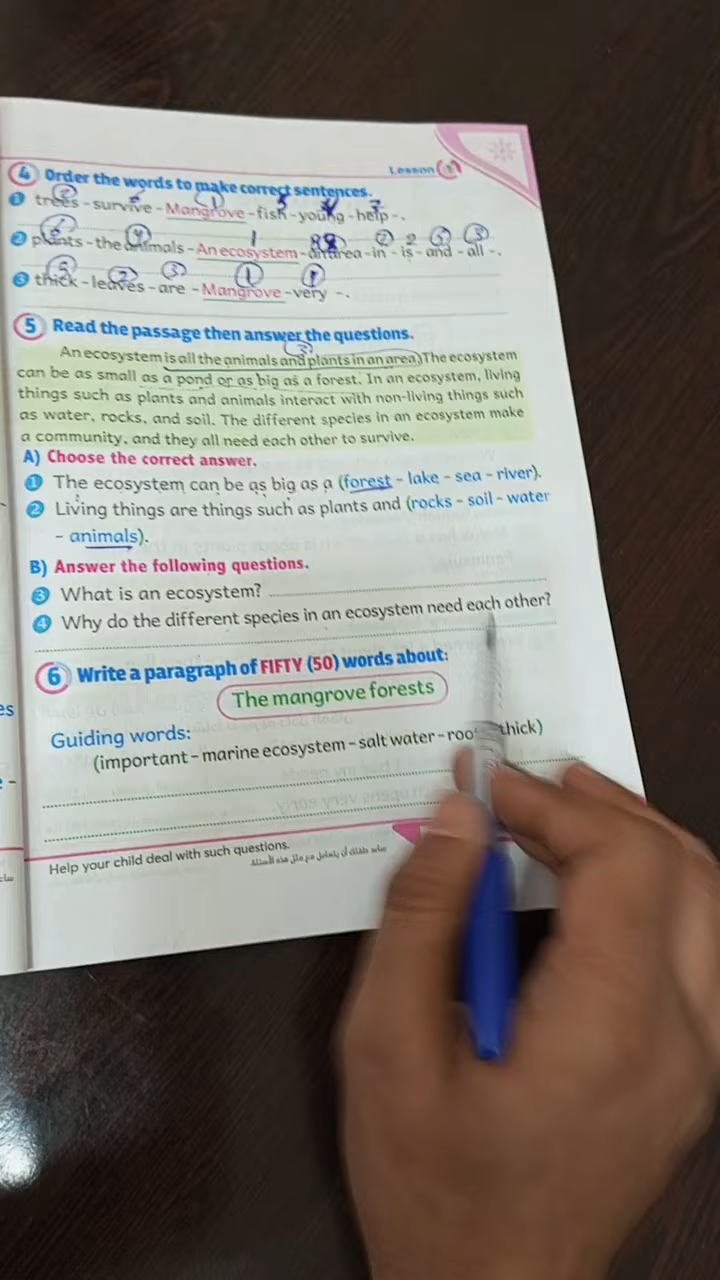 Lesson 1
4 Order the words to make correct sentences.
1 trees - survive - Mangrove - fish - young - help - .
2 plants - the animals - An ecosystem - an area - in - is - and - all - .
3 thick - leaves - are - Mangrove - very - .
5 Read the passage then answer the questions.
An ecosystem is all the animals and plants in an area. The ecosystem
can be as small as a pond or as big as a forest. In an ecosystem, living
things such as plants and animals interact with non-living things such
as water, rocks, and soil. The different species in an ecosystem make
a community, and they all need each other to survive.
A) Choose the correct answer.
1 The ecosystem can be as big as a (forest - lake - sea - river).
2 Living things are things such as plants and (rocks - soil - water
- animals).
B) Answer the following questions.
3 What is an ecosystem?
4 Why do the different species in an ecosystem need each other?
6 Write a paragraph of FIFTY (50) words about:
The mangrove forests
Guiding words:
(important - marine ecosystem - salt water - thick)
Help your child deal with such questions.
ساعد طفلك أن يتعامل مع مثل هذه الأسئلة